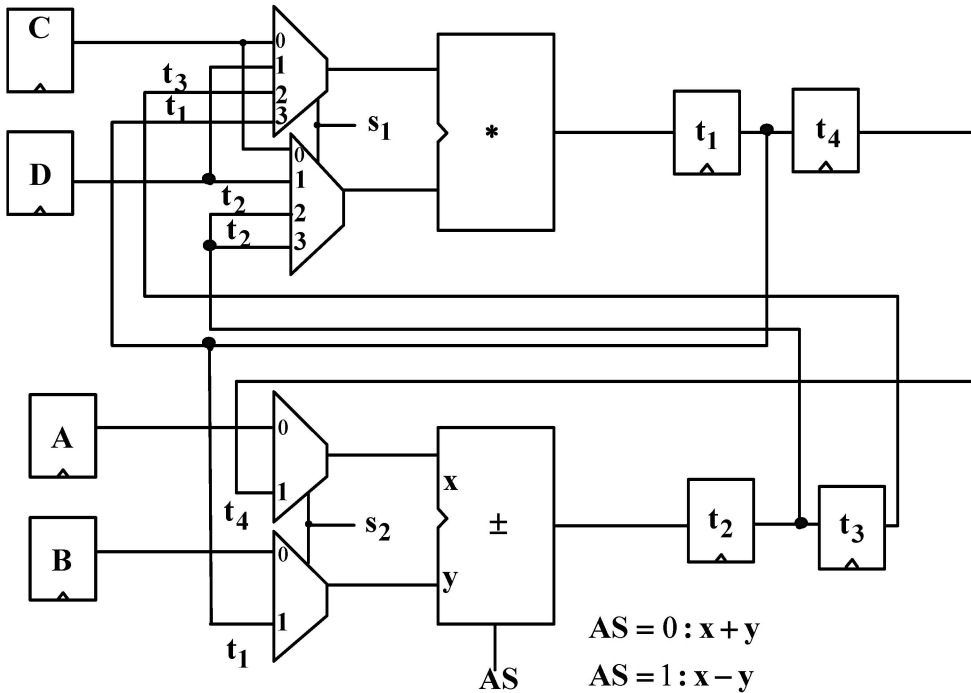 C
0
1
t₃
2
t₁
3
s₁
*
t₁
t₄
D
0
1
t₂
2
t₂
3
A
0
x
1
t₄
s₂
±
t₂
t₃
B
0
y
1
t₁
AS
AS = 0 : x + y
AS = 1 : x – y